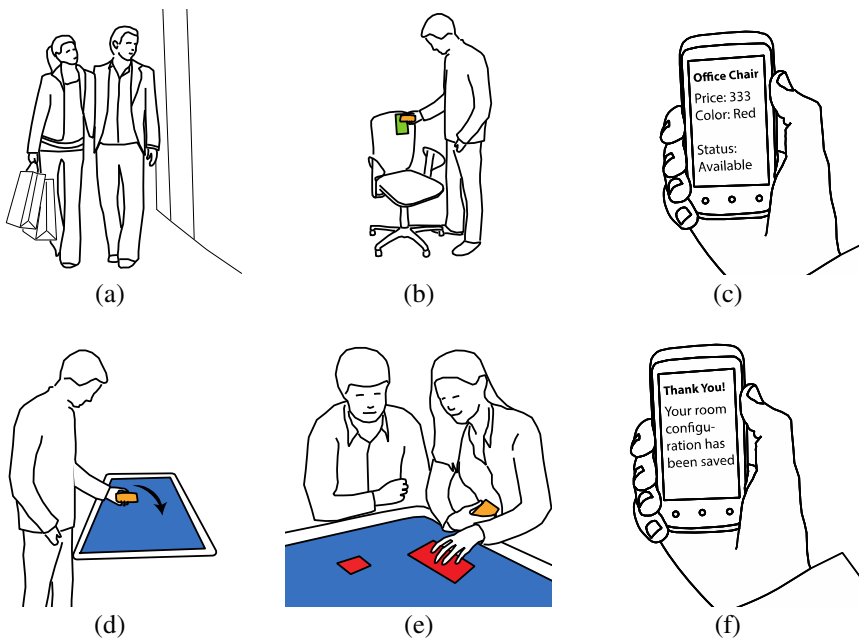 Office Chair
Price: 333
Color: Red
Status:
Available
(a)
(b)
(c)
Thank You!
Your room
configu-
ration has
been saved
(d)
(e)
(f)